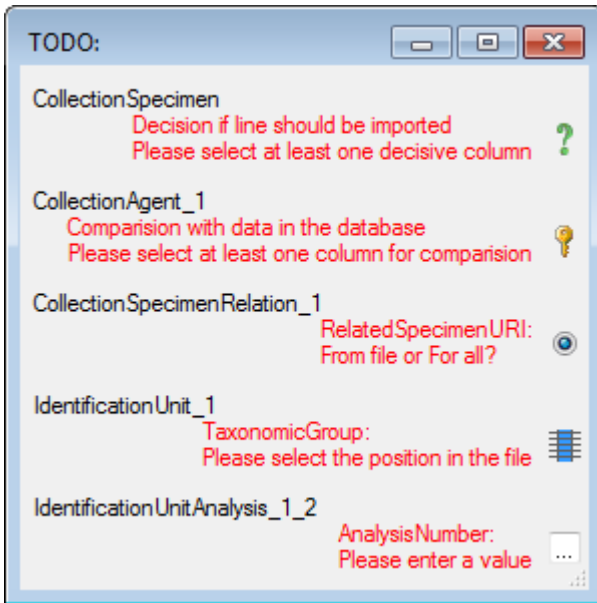 TODO:
CollectionSpecimen
Decision if line should be imported
Please select at least one decisive column
CollectionAgent_1
Comparision with data in the database
Please select at least one column for comparision
CollectionSpecimenRelation_1
RelatedSpecimenURI:
From file or For all?
IdentificationUnit_1
TaxonomicGroup:
Please select the position in the file
IdentificationUnitAnalysis_1_2
AnalysisNumber:
Please enter a value
...